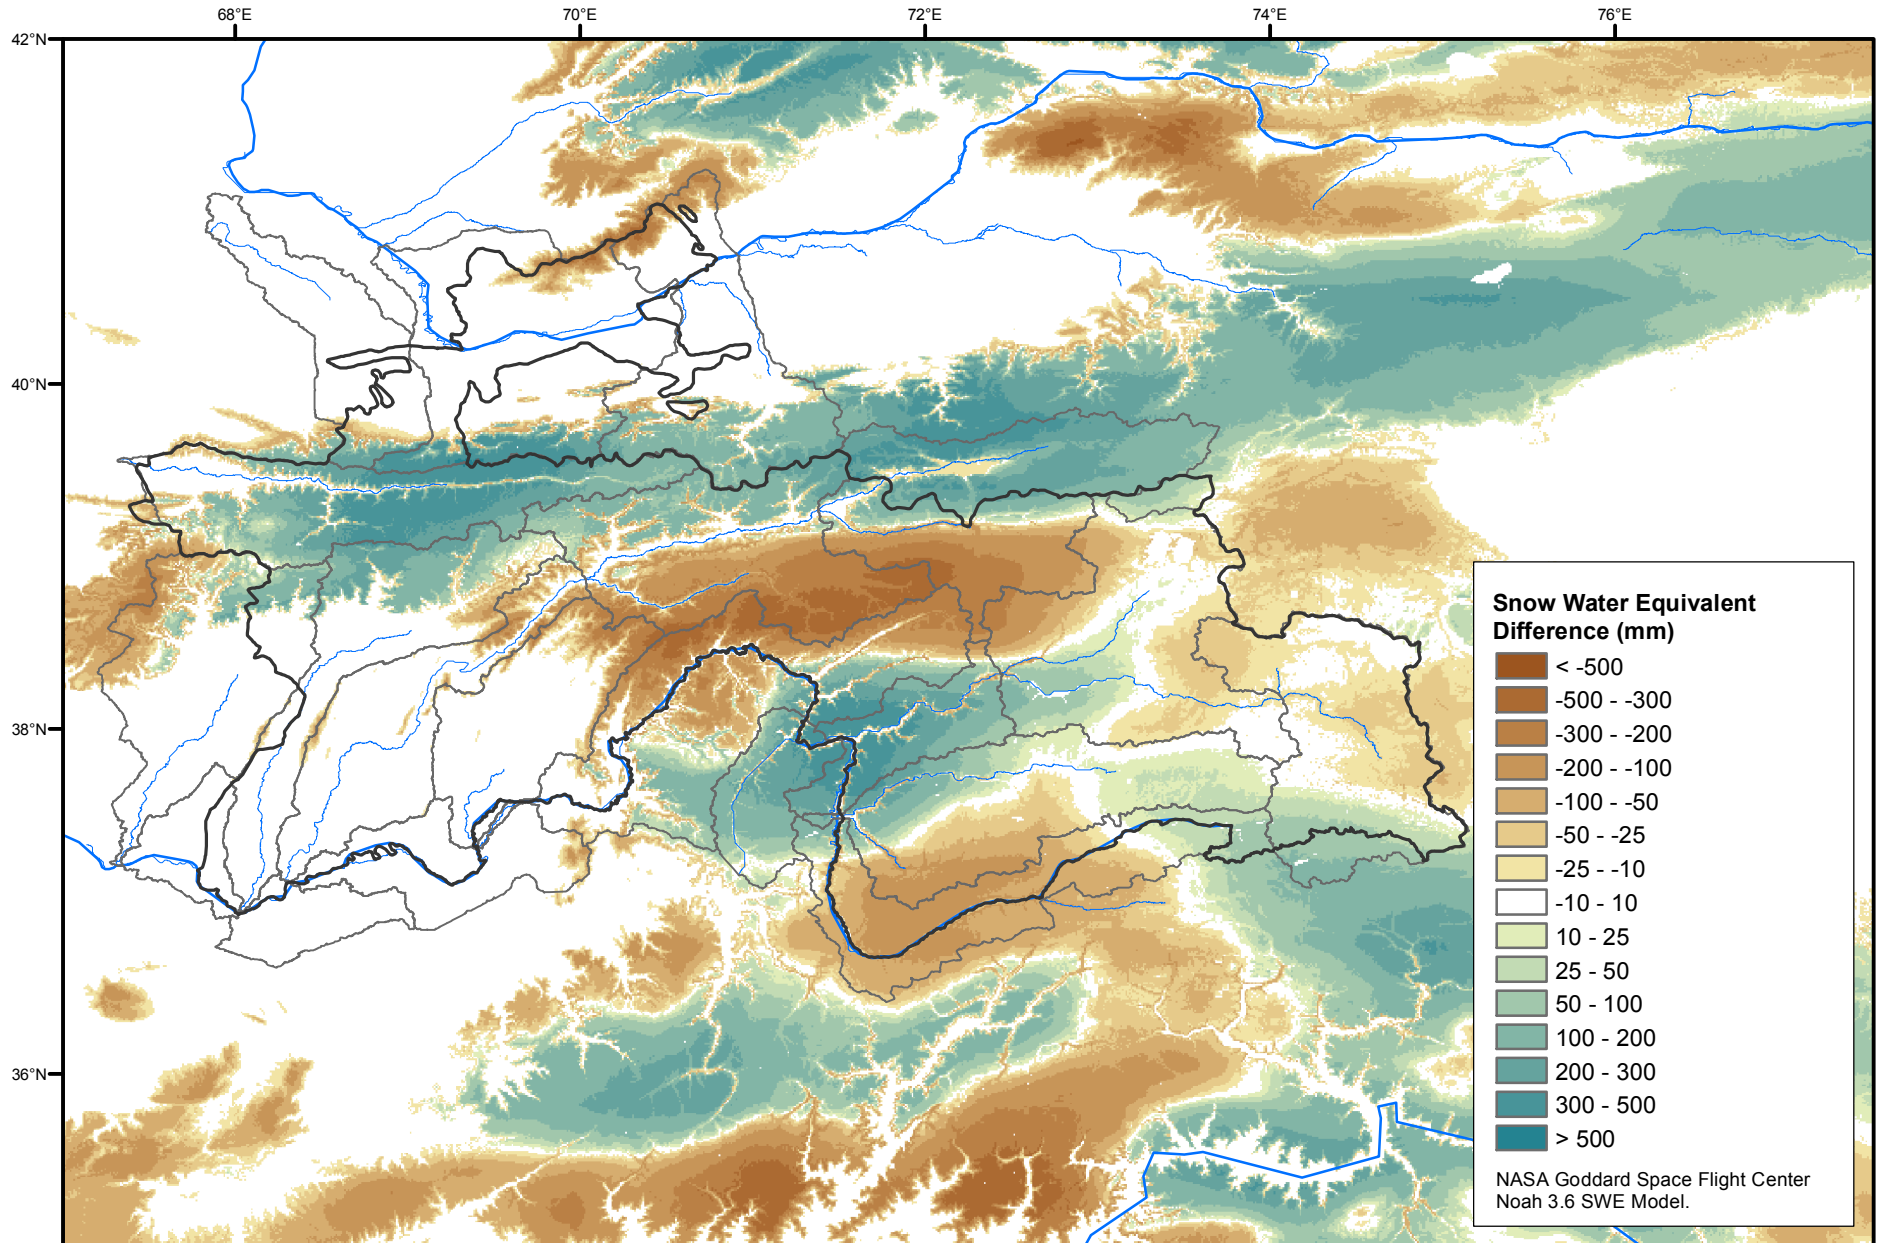 68°E 70°E 72°E 74°E 76°E
42°N
40°N
38°N
36°N
Snow Water Equivalent
Difference (mm)
< -500
-500 - -300
-300 - -200
-200 - -100
-100 - -50
-50 - -25
-25 - -10
-10 - 10
10 - 25
25 - 50
50 - 100
100 - 200
200 - 300
300 - 500
> 500
NASA Goddard Space Flight Center
Noah 3.6 SWE Model.